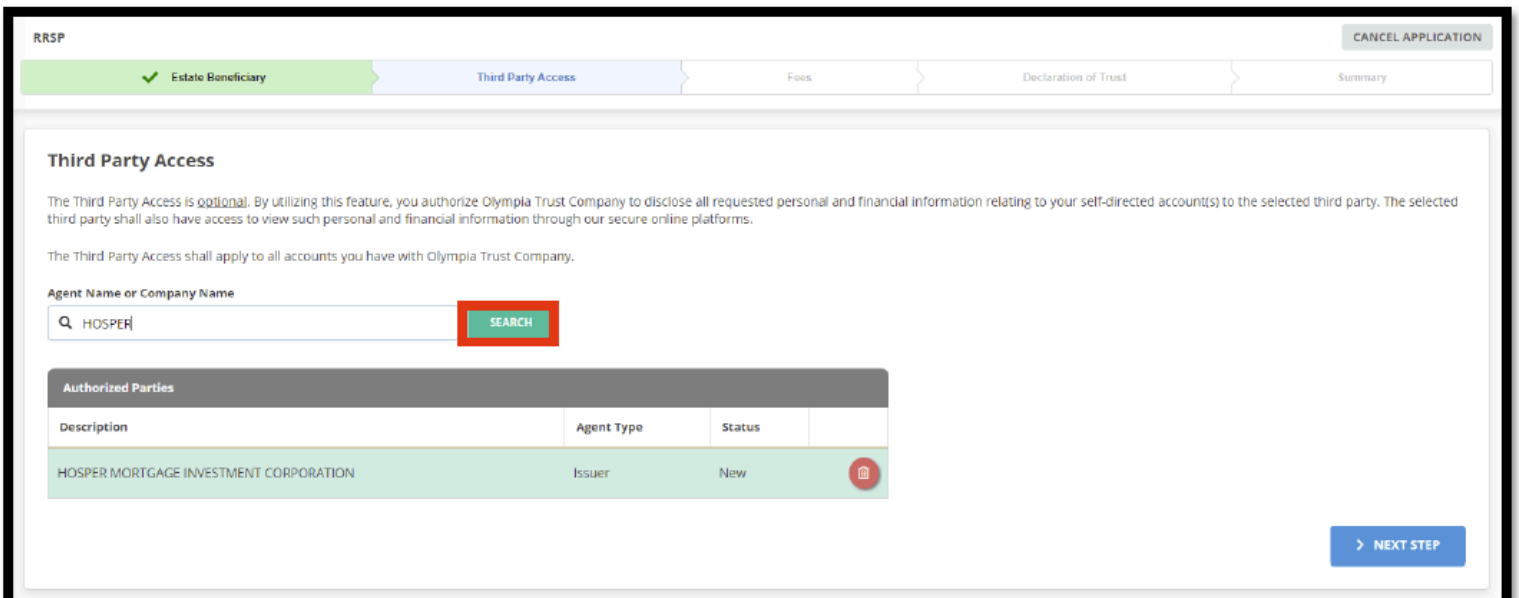 RRSP
CANCEL APPLICATION
Estate Beneficiary
Third Party Access
Fees
Declaration of Trust
Summary
Third Party Access
The Third Party Access is optional. By utilizing this feature, you authorize Olympia Trust Company to disclose all requested personal and financial information relating to your self-directed account(s) to the selected third party. The selected
third party shall also have access to view such personal and financial information through our secure online platforms.
The Third Party Access shall apply to all accounts you have with Olympia Trust Company.
Agent Name or Company Name
HOSPER
SEARCH
Authorized Parties
Description Agent Type Status
HOSPER MORTGAGE INVESTMENT CORPORATION Issuer New
> NEXT STEP